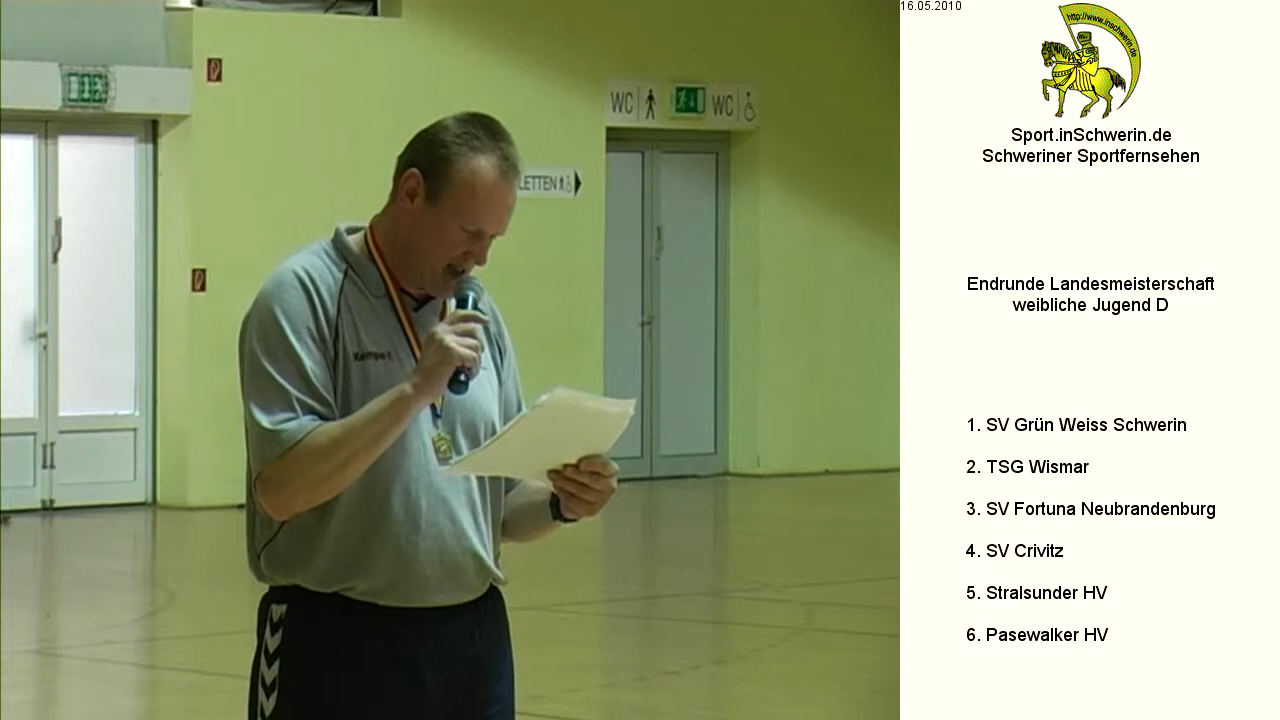 16.05.2010
http://www.inschwerin.de
Sport.inSchwerin.de
Schweriner Sportfernsehen
WC
WC
LETTEN
Kempa
Endrunde Landesmeisterschaft
weibliche Jugend D
1. SV Grün Weiss Schwerin
2. TSG Wismar
3. SV Fortuna Neubrandenburg
4. SV Crivitz
5. Stralsunder HV
6. Pasewalker HV